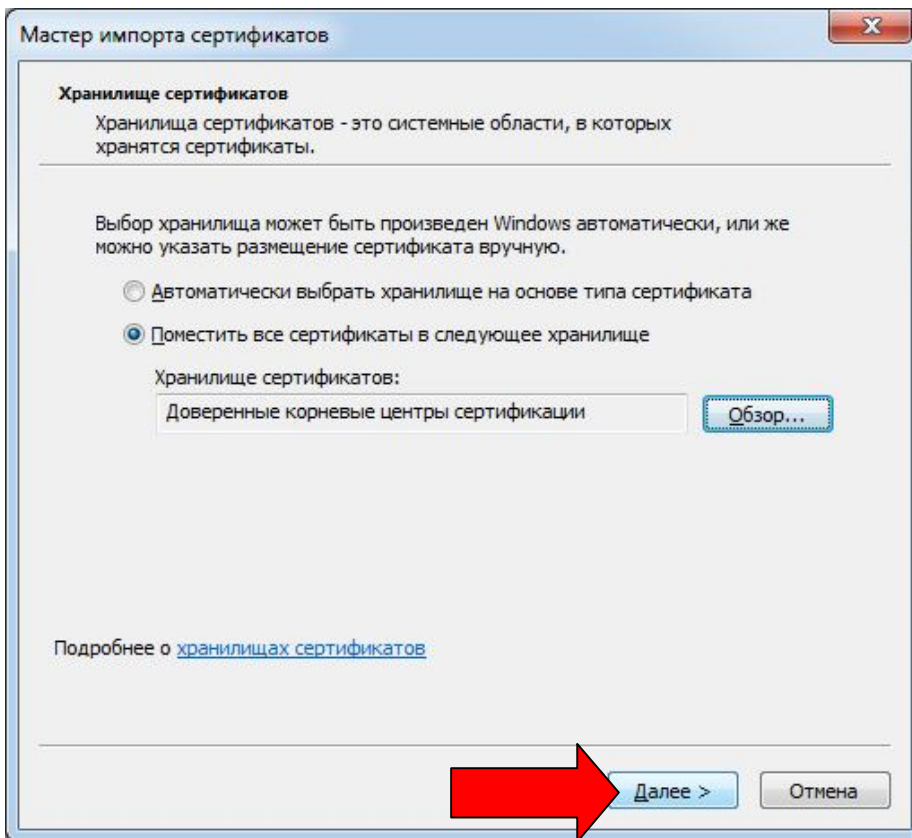 Мастер импорта сертификатов
Хранилище сертификатов
Хранилища сертификатов - это системные области, в которых
хранятся сертификаты.
Выбор хранилища может быть произведен Windows автоматически, или же
можно указать размещение сертификата вручную.
Автоматически выбрать хранилище на основе типа сертификата
Поместить все сертификаты в следующее хранилище
Хранилище сертификатов:
Доверенные корневые центры сертификации
Обзор...
Подробнее о хранилищах сертификатов
Далее >
Отмена